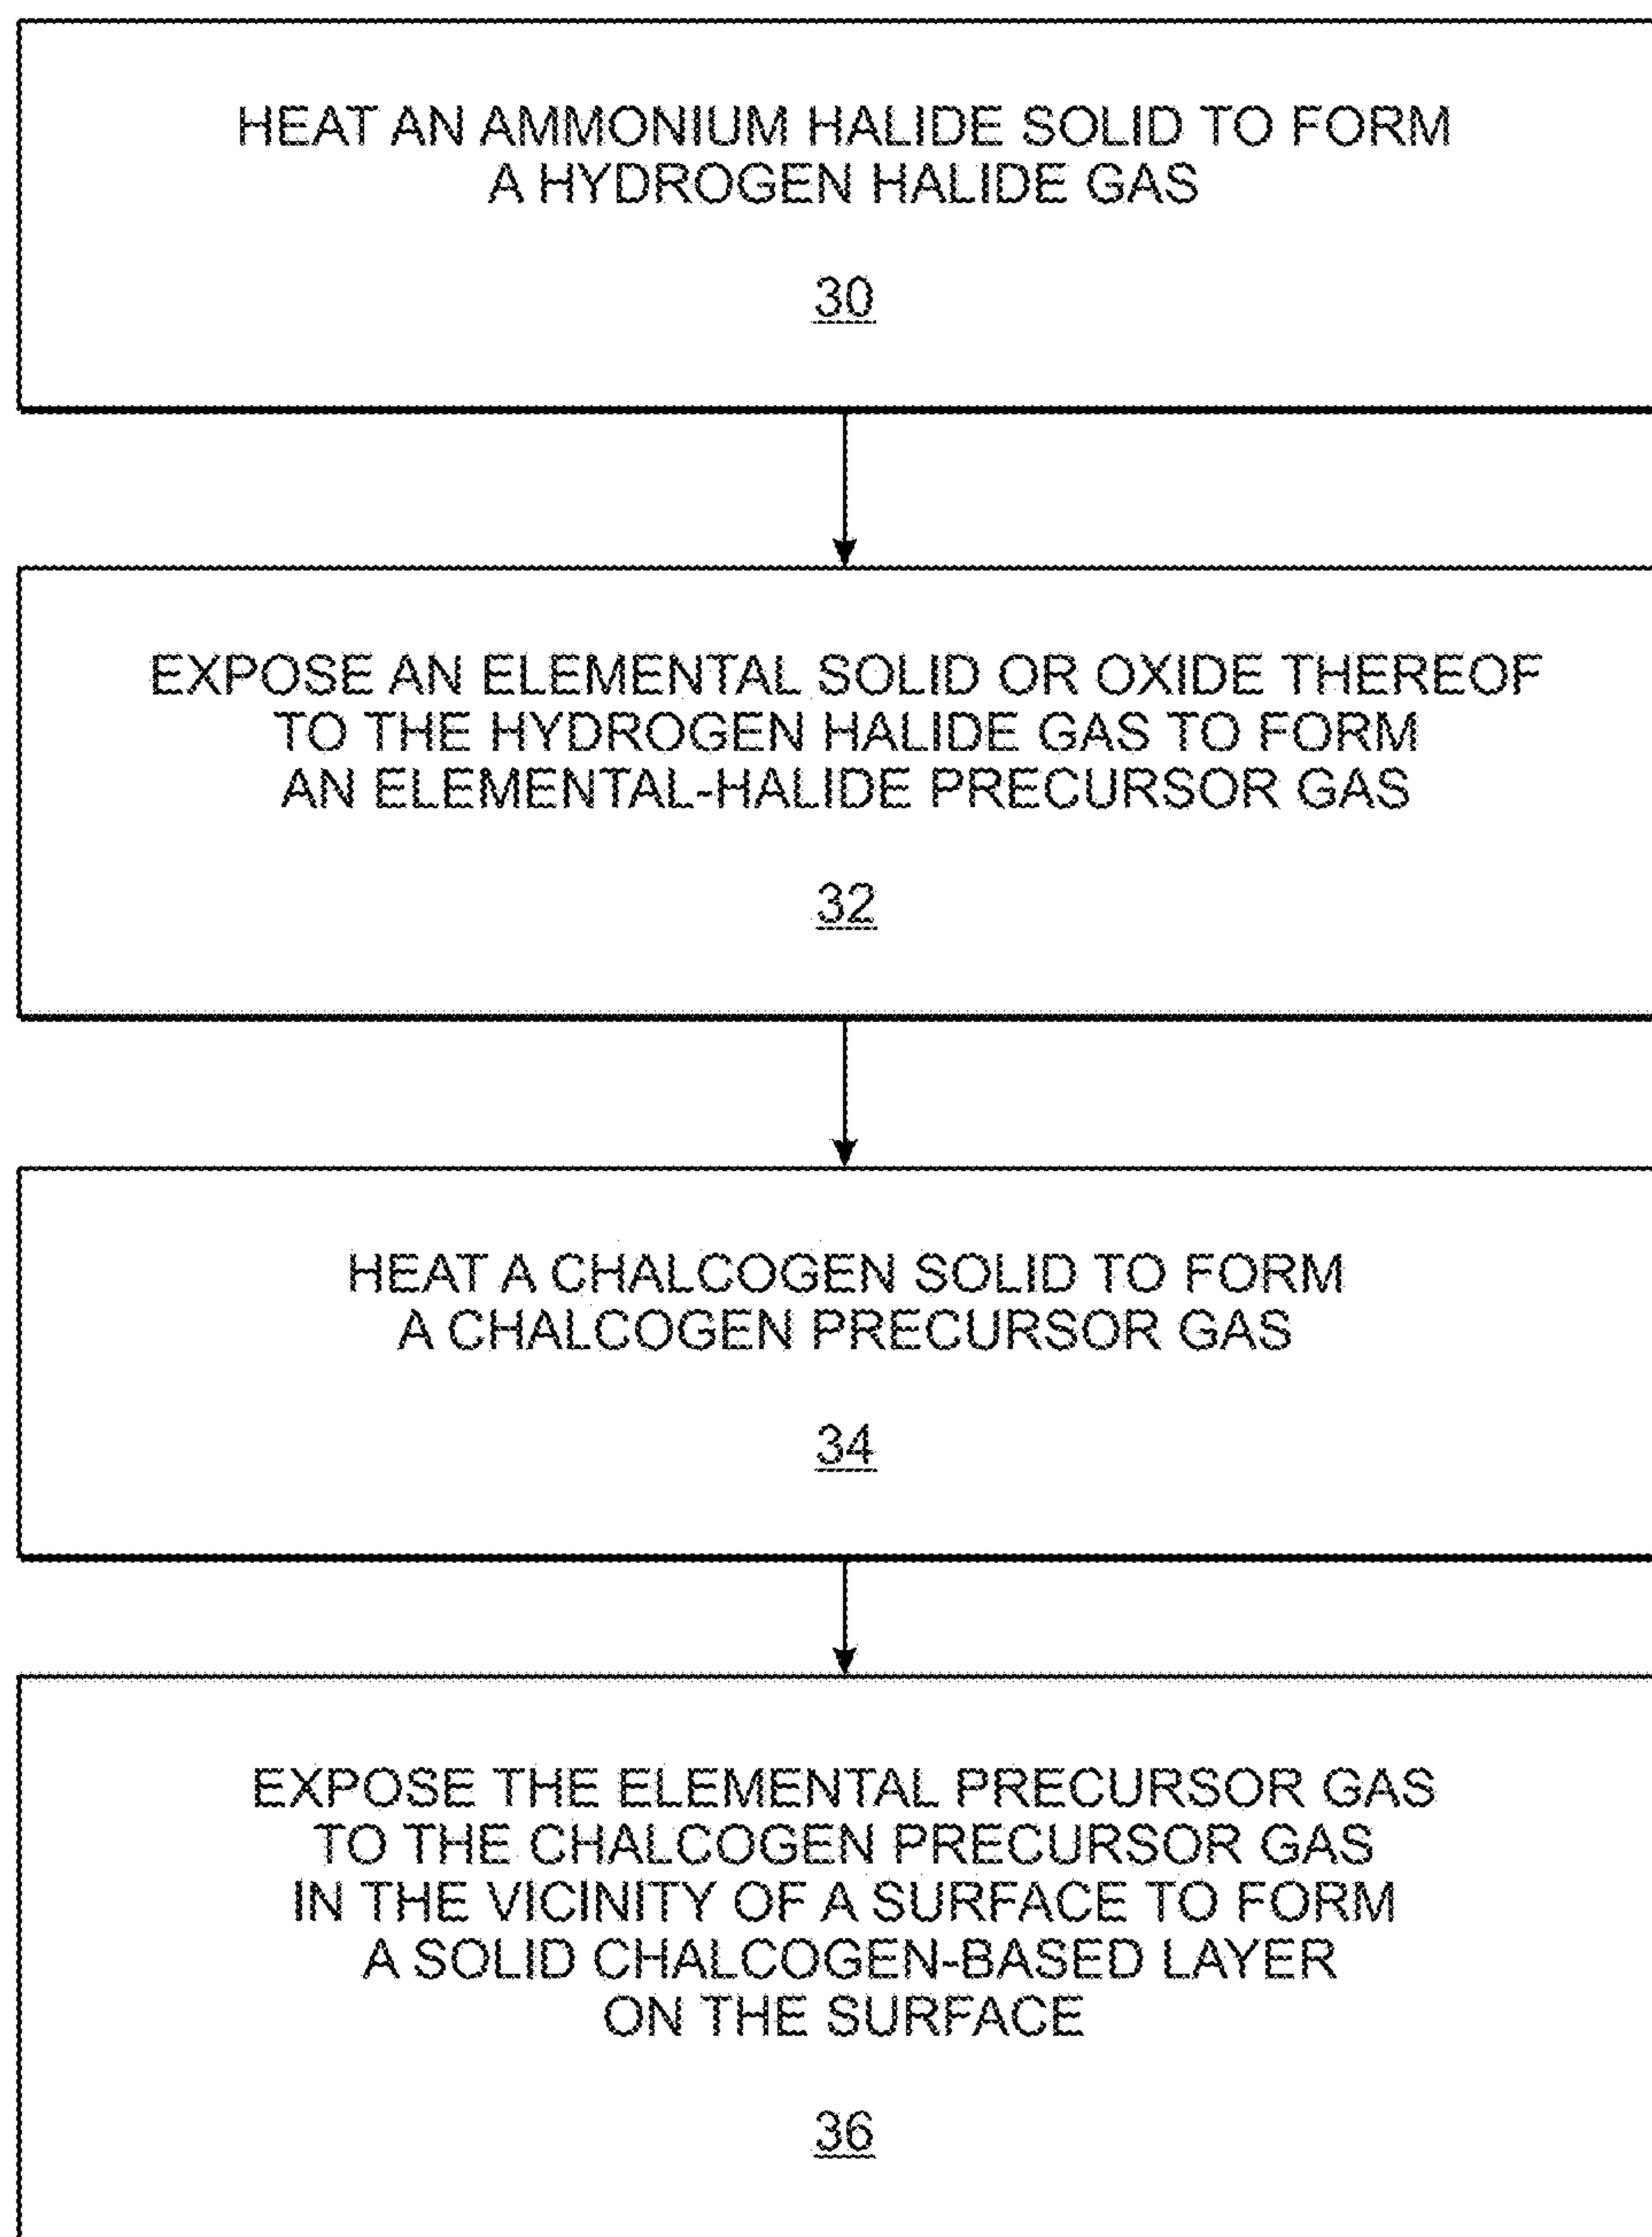 HEAT AN AMMONIUM HALIDE SOLID TO FORM
A HYDROGEN HALIDE GAS
30
EXPOSE AN ELEMENTAL SOLID OR OXIDE THEREOF
TO THE HYDROGEN HALIDE GAS TO FORM
AN ELEMENTAL-HALIDE PRECURSOR GAS
32
HEAT A CHALCOGEN SOLID TO FORM
A CHALCOGEN PRECURSOR GAS
34
EXPOSE THE ELEMENTAL PRECURSOR GAS
TO THE CHALCOGEN PRECURSOR GAS
IN THE VICINITY OF A SURFACE TO FORM
A SOLID CHALCOGEN-BASED LAYER
ON THE SURFACE
36